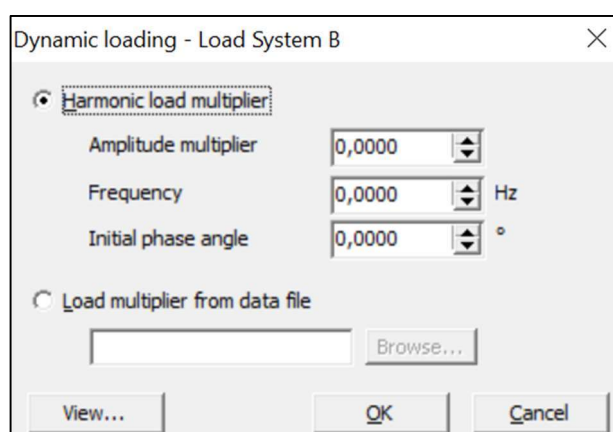 Dynamic loading - Load System B
Harmonic load multiplier
Amplitude multiplier 0,0000
Frequency 0,0000 Hz
Initial phase angle 0,0000 °
Load multiplier from data file
Browse...
View... OK Cancel